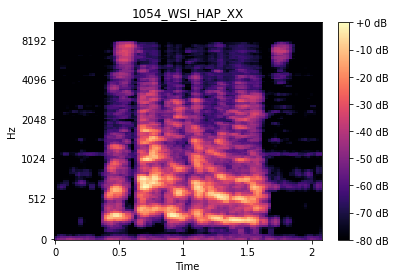 1054_WSI_HAP_XX
+0 dB
8192
-10 dB
-20 dB
4096
-30 dB
2048
-40 dB
Hz
1024
-50 dB
512
-60 dB
-70 dB
0
-80 dB
0
0.5
1
1.5
2
Time